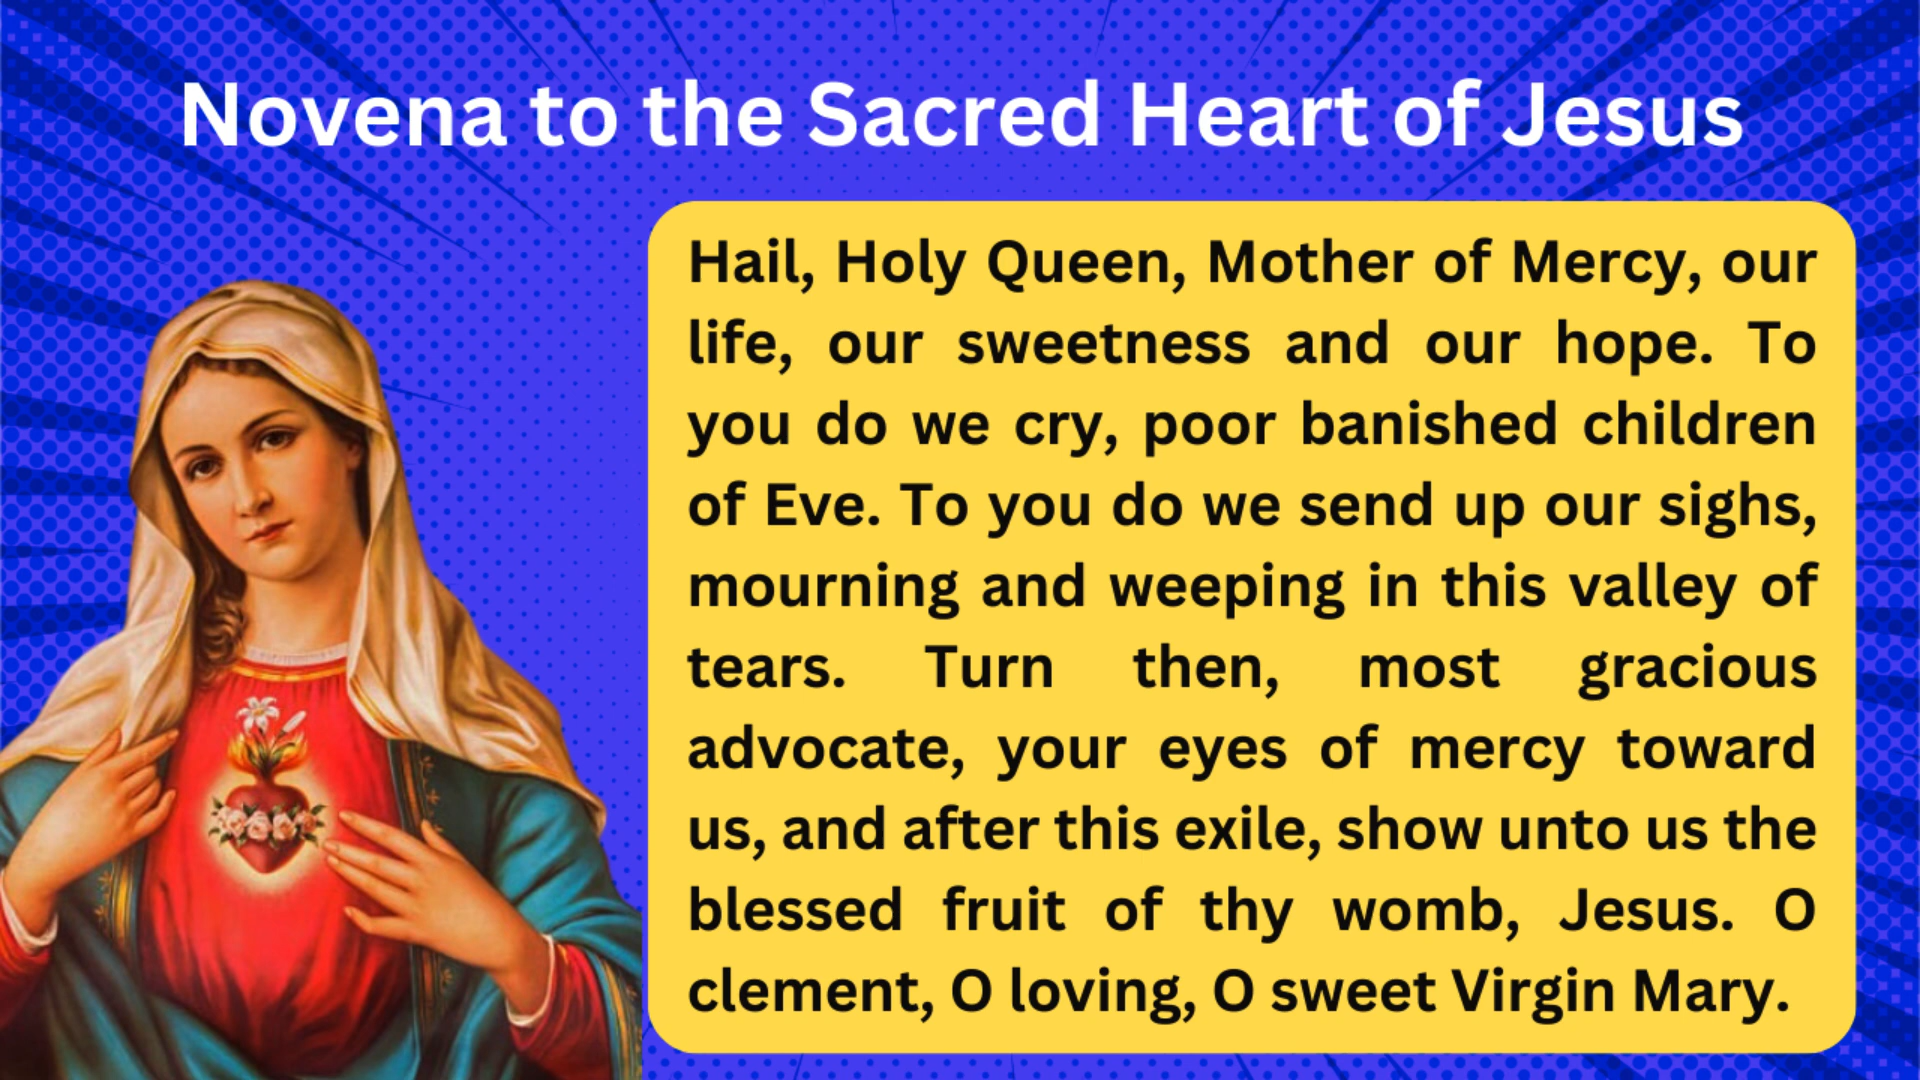 Novena to the Sacred Heart of Jesus
Hail, Holy Queen, Mother of Mercy, our
life, our sweetness and our hope. To
you do we cry, poor banished children
of Eve. To you do we send up our sighs,
mourning and weeping in this valley of
tears. Turn then, most gracious
advocate, your eyes of mercy toward
us, and after this exile, show unto us the
blessed fruit of thy womb, Jesus. O
clement, O loving, O sweet Virgin Mary.